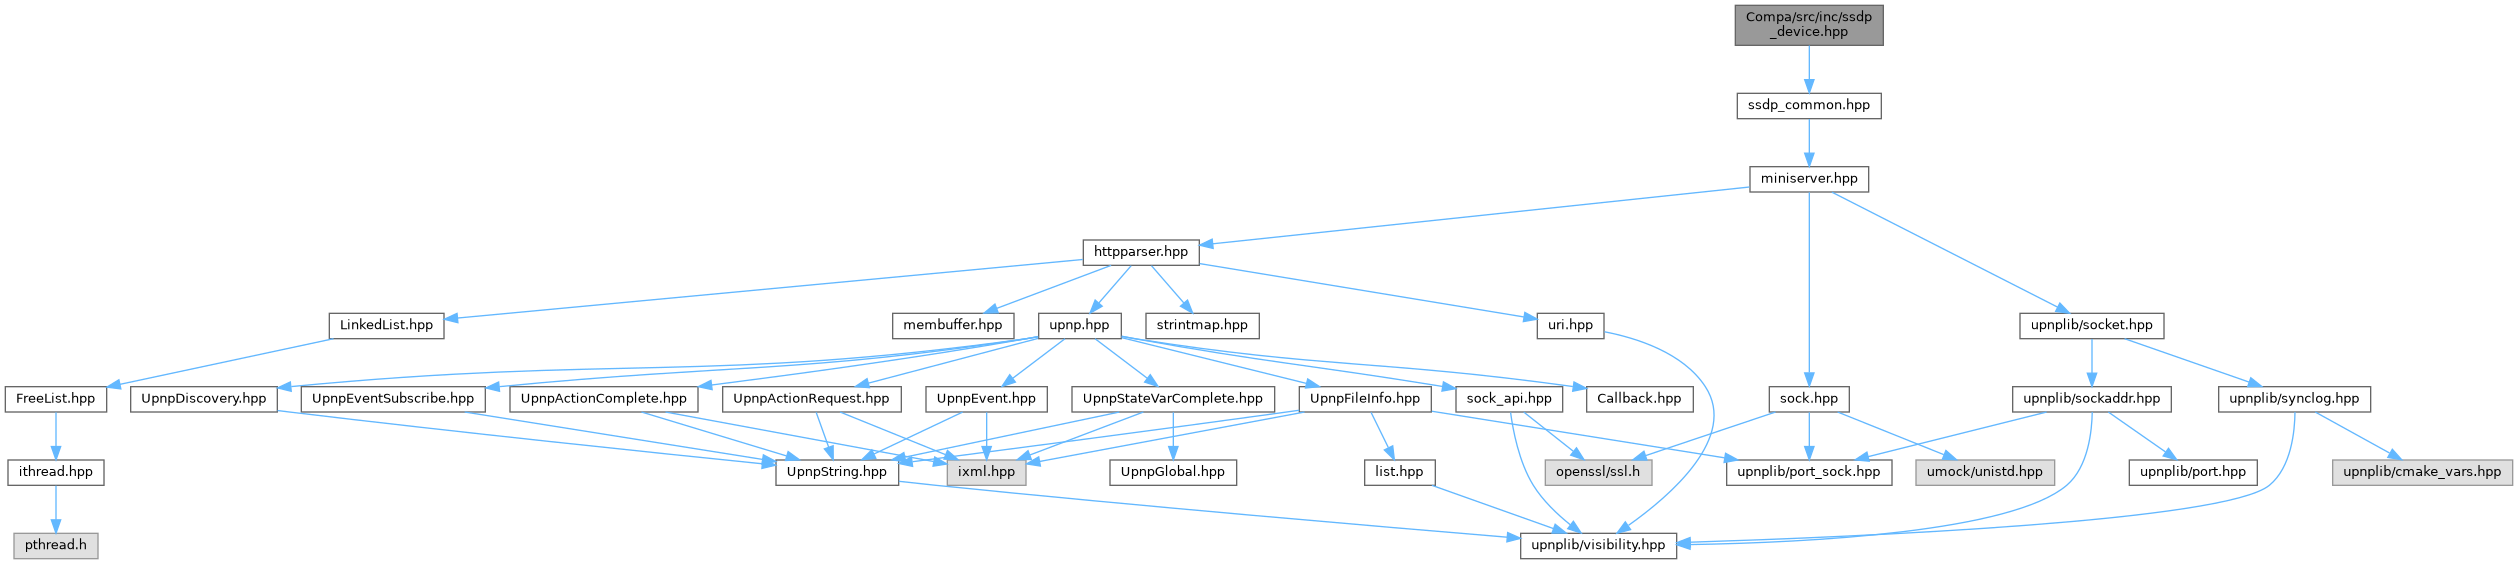 Compa/src/inc/ssdp
_device.hpp
ssdp_common.hpp
miniserver.hpp
httpparser.hpp
LinkedList.hpp
membuffer.hpp
upnp.hpp
strintmap.hpp
uri.hpp
upnplib/socket.hpp
FreeList.hpp
UpnpDiscovery.hpp
UpnpEventSubscribe.hpp
UpnpActionComplete.hpp
UpnpActionRequest.hpp
UpnpEvent.hpp
UpnpStateVarComplete.hpp
UpnpFileInfo.hpp
sock_api.hpp
Callback.hpp
sock.hpp
upnplib/sockaddr.hpp
upnplib/synclog.hpp
ithread.hpp
UpnpString.hpp
ixml.hpp
UpnpGlobal.hpp
list.hpp
openssl/ssl.h
upnplib/port_sock.hpp
umock/unistd.hpp
upnplib/port.hpp
upnplib/cmake_vars.hpp
pthread.h
upnplib/visibility.hpp